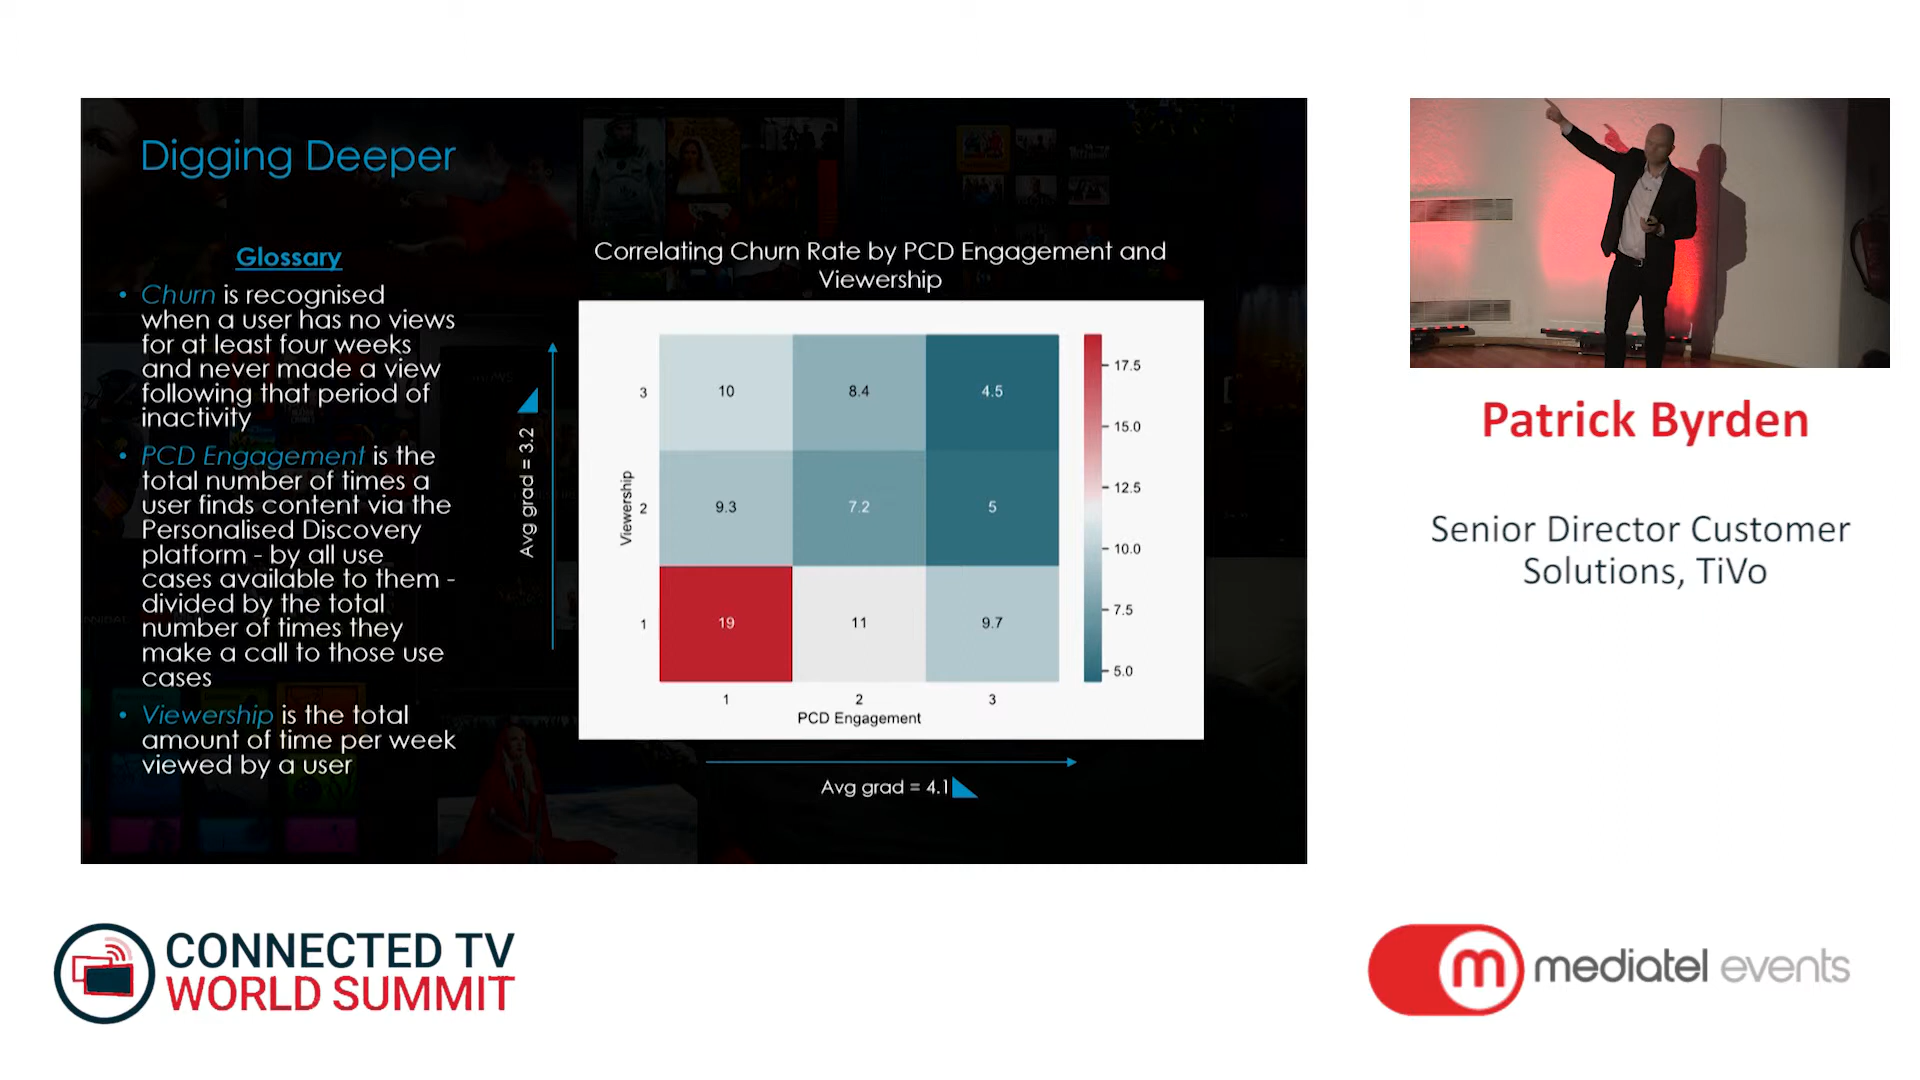 Digging Deeper
Glossary
• Churn is recognised
when a user has no views
for at least four weeks
and never made a view
following that period of
inactivity
• PCD Engagement is the
total number of times a
user finds content via the
Personalised Discovery
platform - by all use
cases available to them -
divided by the total
number of times they
make a call to those use
cases
• Viewership is the total
amount of time per week
viewed by a user
Correlating Churn Rate by PCD Engagement and
Viewership
Avg grad = 3.2
Viewership
3
10 8.4 4.5
2
9.3 7.2 5
1
19 11 9.7
1 2 3
PCD Engagement
17.5
15.0
12.5
10.0
7.5
5.0
Avg grad = 4.1
Patrick Byrden
Senior Director Customer
Solutions, TiVo
CONNECTED TV
WORLD SUMMIT
m mediatel events